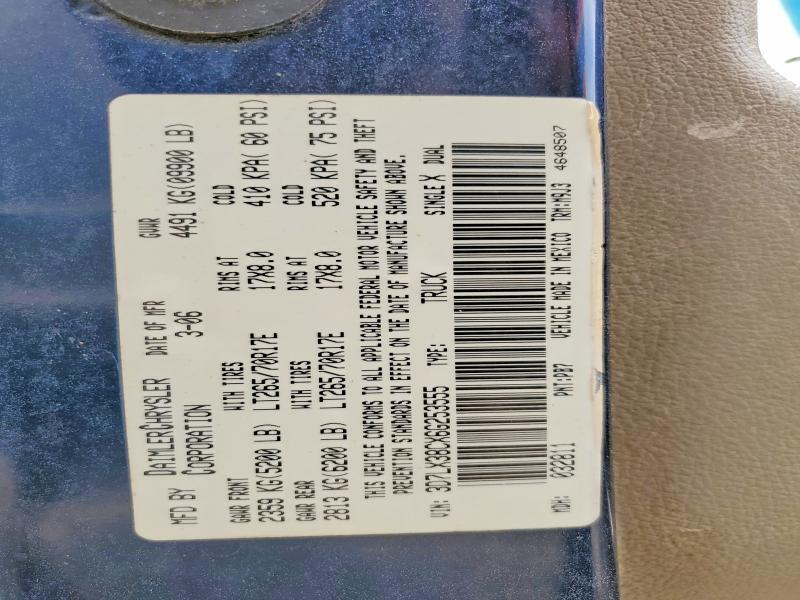 MFD BY DAIMLERCHRYSLER CORPORATION DATE OF MFR 3-06 GVWR 4491 KG(09900 LB)
GAWR FRONT WITH TIRES RIMS AT COLD
2359 KG(5200 LB) LT265/70R17E 17X8.0 410 KPA( 60 PSI)
GAWR REAR WITH TIRES RIMS AT COLD
2813 KG(6200 LB) LT265/70R17E 17X8.0 520 KPA( 75 PSI)
THIS VEHICLE CONFORMS TO ALL APPLICABLE FEDERAL MOTOR VEHICLE SAFETY AND THEFT
PREVENTION STANDARDS IN EFFECT ON THE DATE OF MANUFACTURE SHOWN ABOVE.
VIN: 3D7LX38CX6G253555 TYPE: TRUCK SINGLE X DUAL
MDH: 032811 PNT:PB7 VEHICLE MADE IN MEXICO TRM:M9J3 4648507